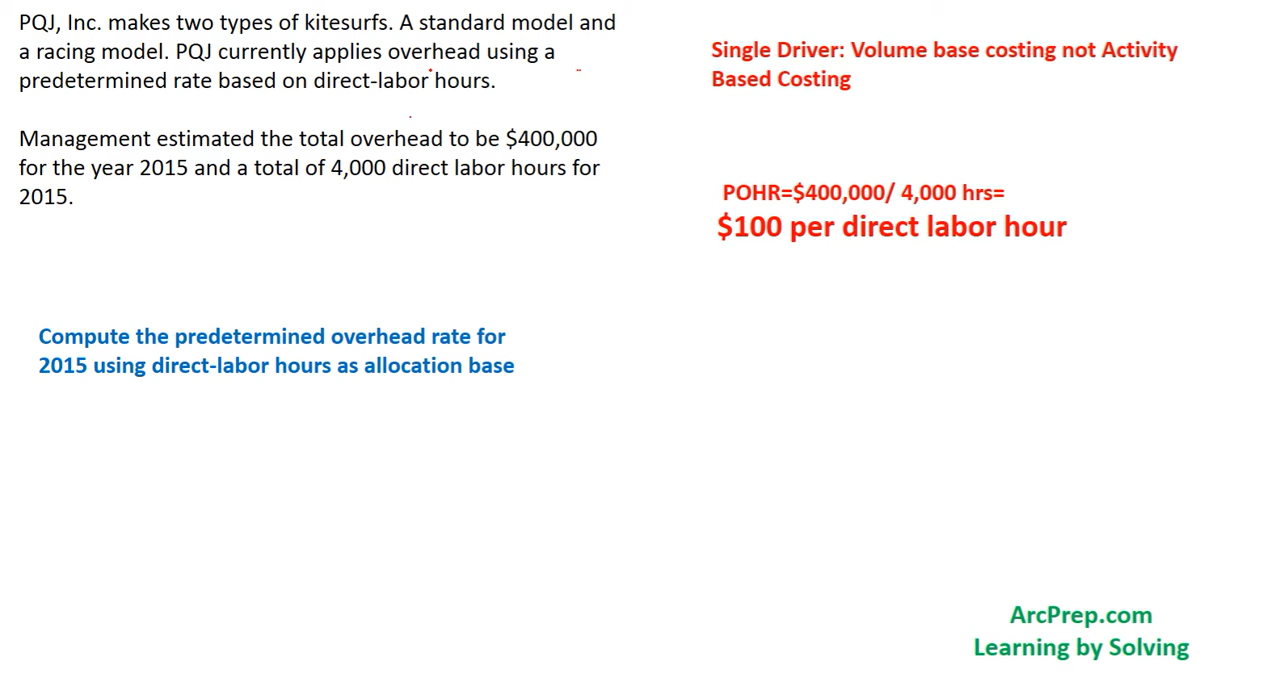 PQJ, Inc. makes two types of kitesurfs. A standard model and
a racing model. PQJ currently applies overhead using a
predetermined rate based on direct-labor hours.
Management estimated the total overhead to be $400,000
for the year 2015 and a total of 4,000 direct labor hours for
2015.
Compute the predetermined overhead rate for
2015 using direct-labor hours as allocation base
Single Driver: Volume base costing not Activity
Based Costing
POHR=$400,000/ 4,000 hrs=
$100 per direct labor hour
ArcPrep.com
Learning by Solving